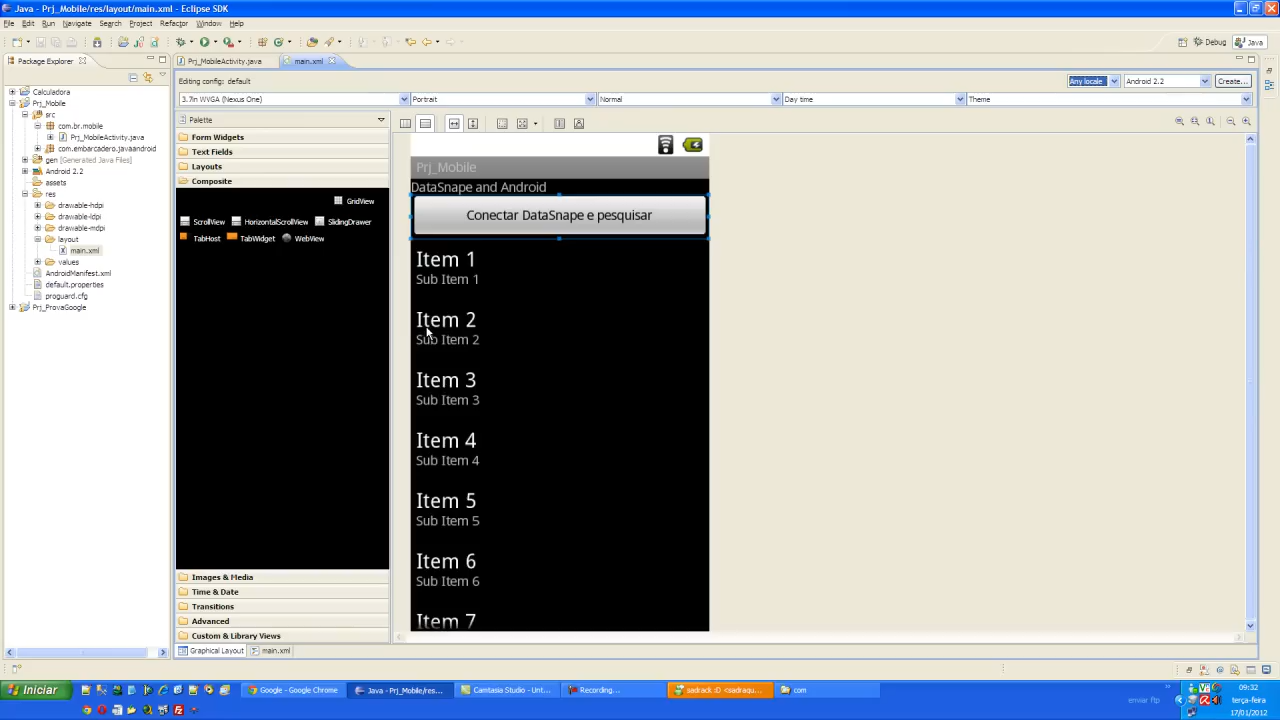 Java - Prj_Mobile/res/layout/main.xml - Eclipse SDK
File Edit Run Navigate Search Project Refactor Window Help
Debug Java
Package Explorer
Prj_MobileActivity.java main.xml
Editing config: default
Any locale Android 2.2 Create...
3.7in WVGA (Nexus One) Portrait Normal Day time Theme
Calculadora
Prj_Mobile
src
com.br.mobile
Prj_MobileActivity.java
com.embarcadero.javaandroid
gen [Generated Java Files]
Android 2.2
assets
res
drawable-hdpi
drawable-ldpi
drawable-mdpi
layout
main.xml
values
AndroidManifest.xml
default.properties
proguard.cfg
Prj_ProvaGoogle
Palette
Form Widgets
Text Fields
Layouts
Composite
GridView
ScrollView HorizontalScrollView SlidingDrawer
TabHost TabWidget WebView
Images & Media
Time & Date
Transitions
Advanced
Custom & Library Views
Graphical Layout main.xml
Prj_Mobile
DataSnape and Android
Conectar DataSnape e pesquisar
Item 1
Sub Item 1
Item 2
Sub Item 2
Item 3
Sub Item 3
Item 4
Sub Item 4
Item 5
Sub Item 5
Item 6
Sub Item 6
Item 7
Iniciar
Google - Google Chrome
Java - Prj_Mobile/res...
Camtasia Studio - Unt...
Recording...
sadrack :D <sadraqu...
com
enviar ftp
09:32
terça-feira
17/01/2012